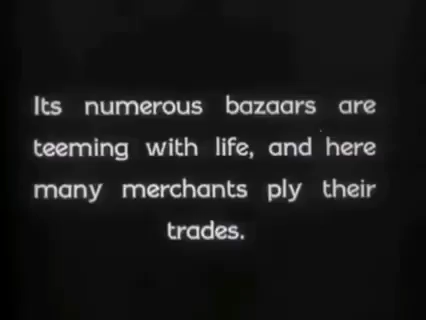 Its numerous bazaars are
teeming with life, and here
many merchants ply their
trades.